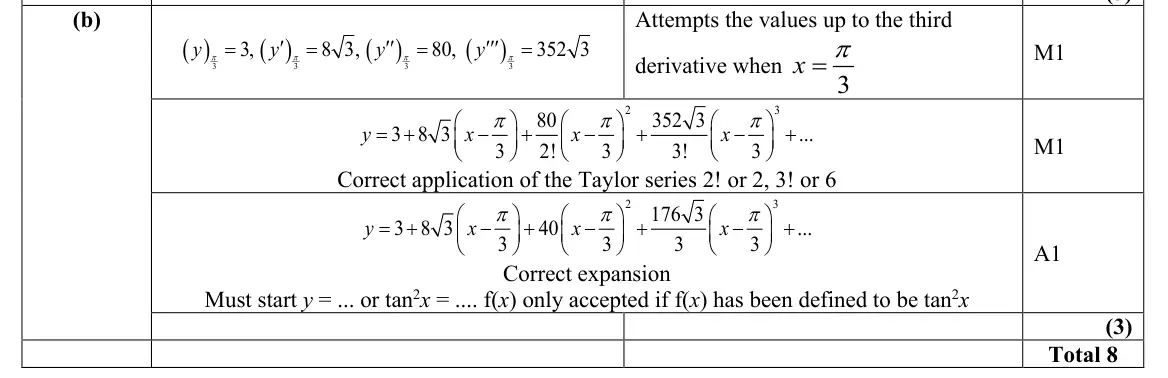 (b)
(y)_{π/3} = 3, (y′)_{π/3} = 8√3, (y″)_{π/3} = 80, (y‴)_{π/3} = 352√3
Attempts the values up to the third
derivative when x = π/3
M1
y = 3 + 8√3(x − π/3) + 80/2!(x − π/3)² + 352√3/3!(x − π/3)³ + ...
Correct application of the Taylor series 2! or 2, 3! or 6
M1
y = 3 + 8√3(x − π/3) + 40(x − π/3)² + 176√3/3(x − π/3)³ + ...
Correct expansion
Must start y = ... or tan²x = .... f(x) only accepted if f(x) has been defined to be tan²x
A1
(3)
Total 8